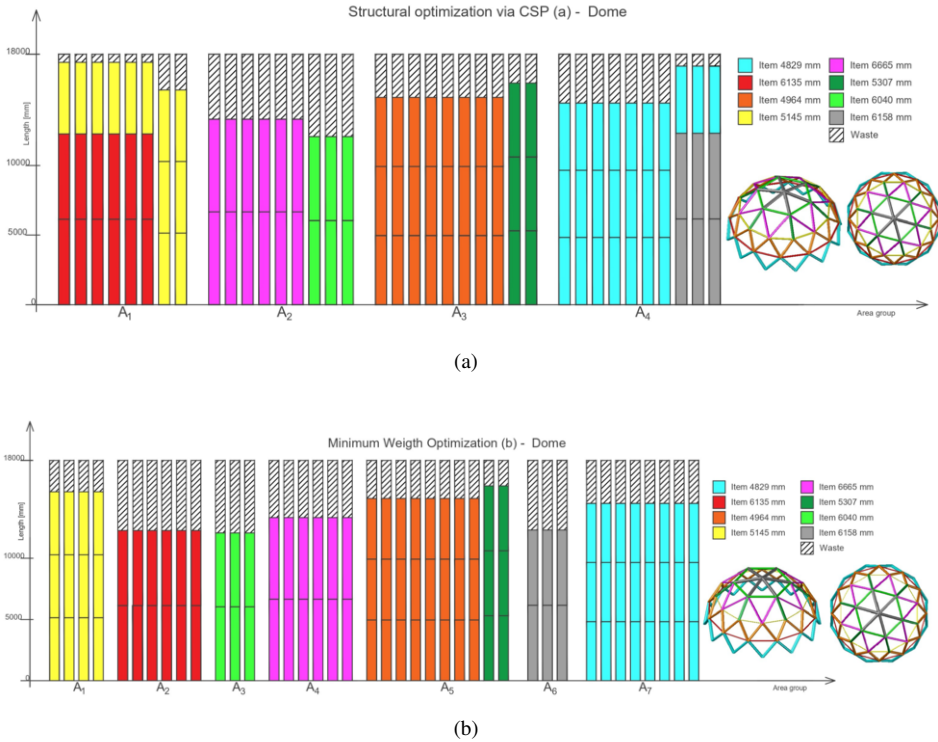 Structural optimization via CSP (a) - Dome
18000
Length [mm]
10000
5000
0
A1
A2
A3
A4
Area group
Item 4829 mm
Item 6665 mm
Item 6135 mm
Item 5307 mm
Item 4964 mm
Item 6040 mm
Item 5145 mm
Item 6158 mm
Waste
(a)
Minimum Weigth Optimization (b) - Dome
18000
Length [mm]
10000
5000
0
A1
A2
A3
A4
A5
A6
A7
Area group
Item 4829 mm
Item 6665 mm
Item 6135 mm
Item 5307 mm
Item 4964 mm
Item 6040 mm
Item 5145 mm
Item 6158 mm
Waste
(b)